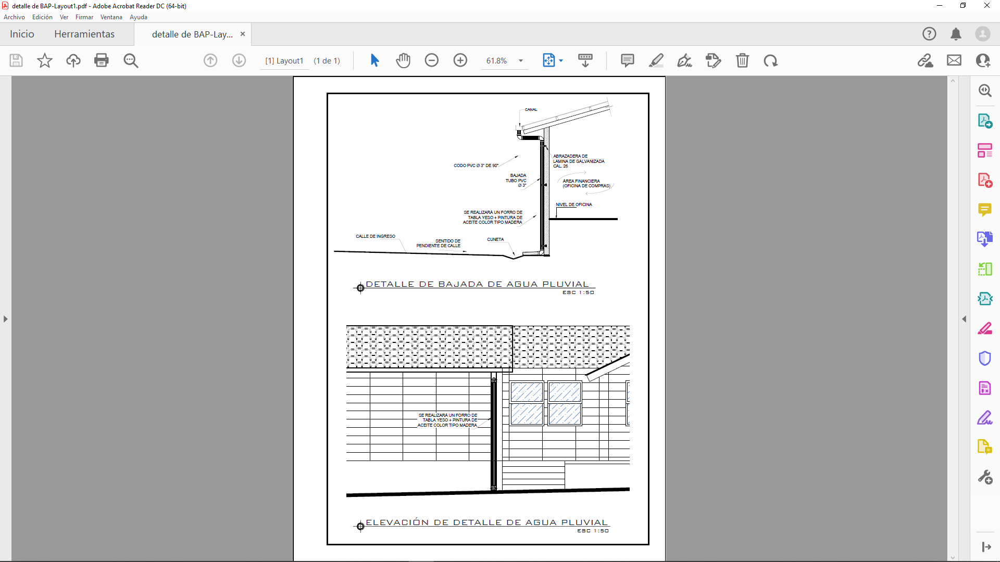 detalle de BAP-Layout1.pdf - Adobe Acrobat Reader DC (64-bit)
Archivo Edición Ver Firmar Ventana Ayuda
Inicio Herramientas detalle de BAP-Lay...
[1] Layout1 (1 de 1) 61.8%
CANAL
ABRAZADERA DE
LAMINA DE GALVANIZADA
CAL. 26
CODO PVC Ø 3" DE 90°
BAJADA
TUBO PVC
Ø 3"
ÁREA FINANCIERA
(OFICINA DE COMPRAS)
NIVEL DE OFICINA
SE REALIZARÁ UN FORRO DE
TABLA YESO + PINTURA DE
ACEITE COLOR TIPO MADERA
CALLE DE INGRESO
SENTIDO DE
PENDIENTE DE CALLE
CUNETA
DETALLE DE BAJADA DE AGUA PLUVIAL
ESC 1:50
SE REALIZARÁ UN FORRO DE
TABLA YESO + PINTURA DE
ACEITE COLOR TIPO MADERA
ELEVACIÓN DE DETALLE DE AGUA PLUVIAL
ESC 1:50